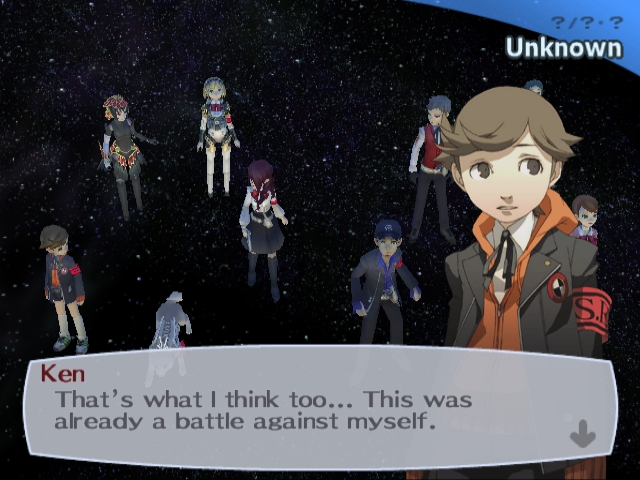 ?/?・?
Unknown
S.
Ken
That's what I think too... This was
already a battle against myself.